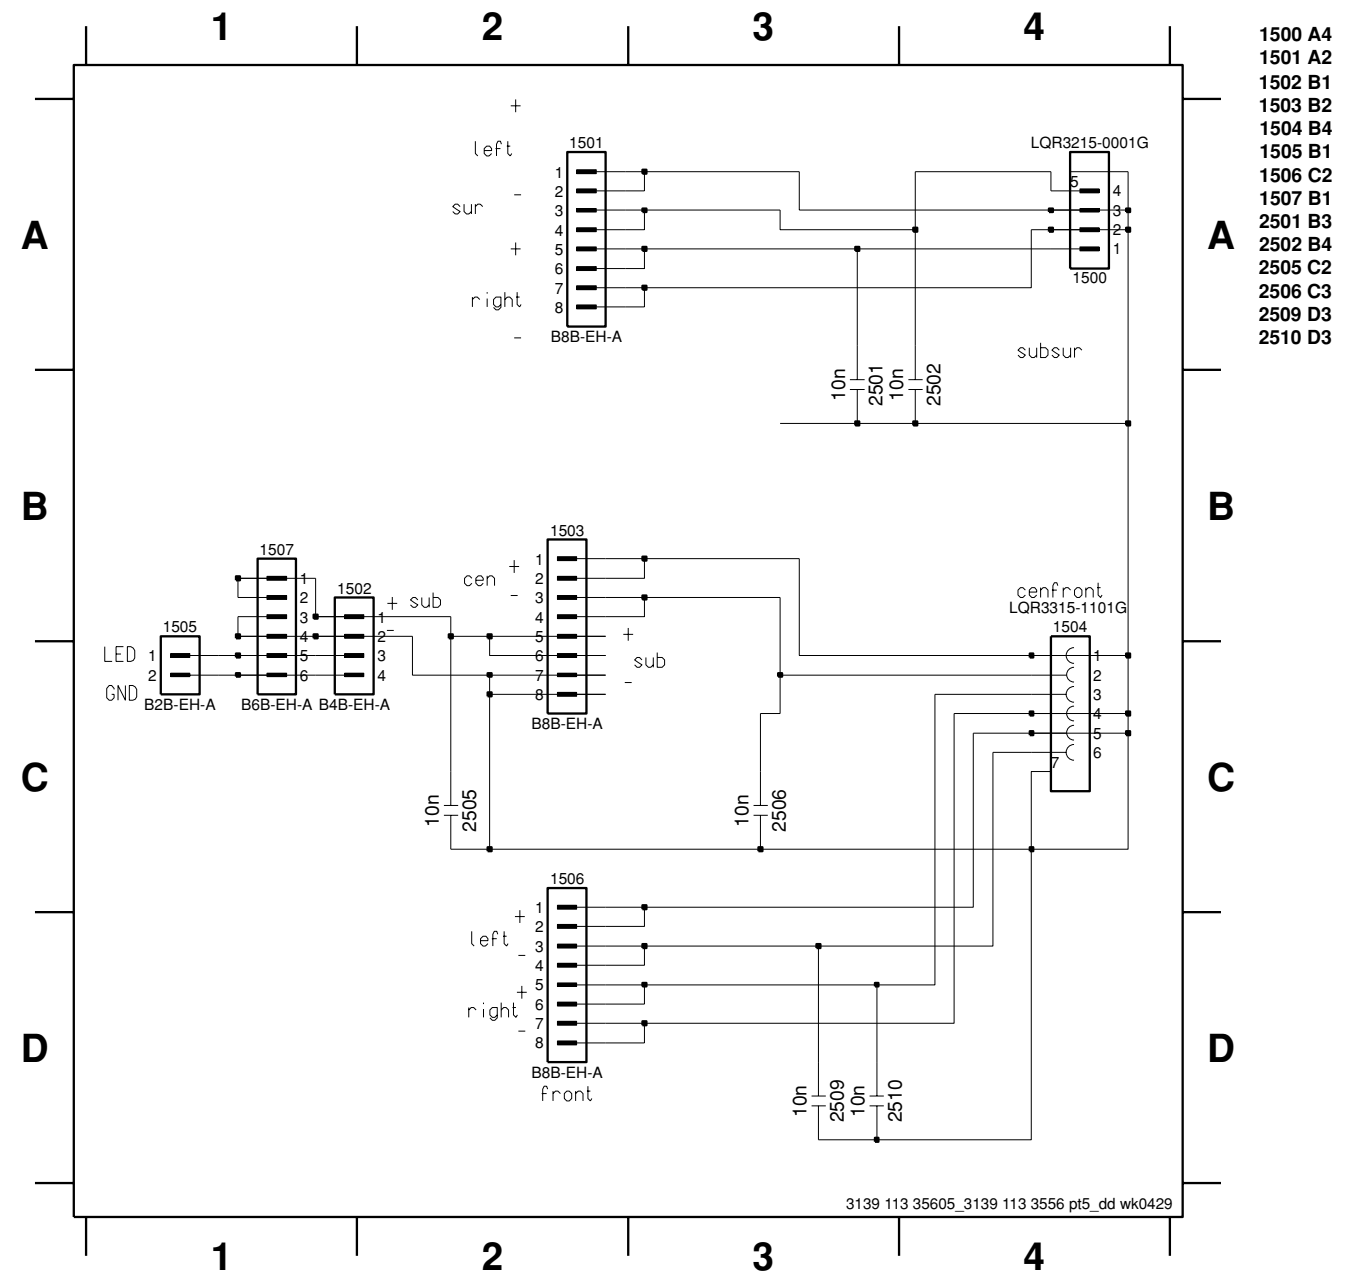 1 2 3 4
1500 A4
1501 A2
1502 B1
1503 B2
1504 B4
1505 B1
1506 C2
1507 B1
2501 B3
2502 B4
2505 C2
2506 C3
2509 D3
2510 D3
+
left
-
sur
+
right
-
1501
1
2
3
4
5
6
7
8
B8B-EH-A
LQR3215-0001G
5
4
3
2
1
1500
subsur
A A
10n
2501
10n
2502
B B
1507
1
2
3
4
5
6
B6B-EH-A
1502
1
2
3
4
B4B-EH-A
+ sub
-
1505
LED 1
GND 2
B2B-EH-A
1503
cen
+
-
1
2
3
4
5
6
7
8
+
sub
-
B8B-EH-A
cenfront
LQR3315-1101G
1504
1
2
3
4
5
6
7
C C
10n
2505
10n
2506
1506
+
left
-
+
right
-
1
2
3
4
5
6
7
8
B8B-EH-A
front
D D
10n
2509
10n
2510
3139 113 35605_3139 113 3556 pt5_dd wk0429
1 2 3 4